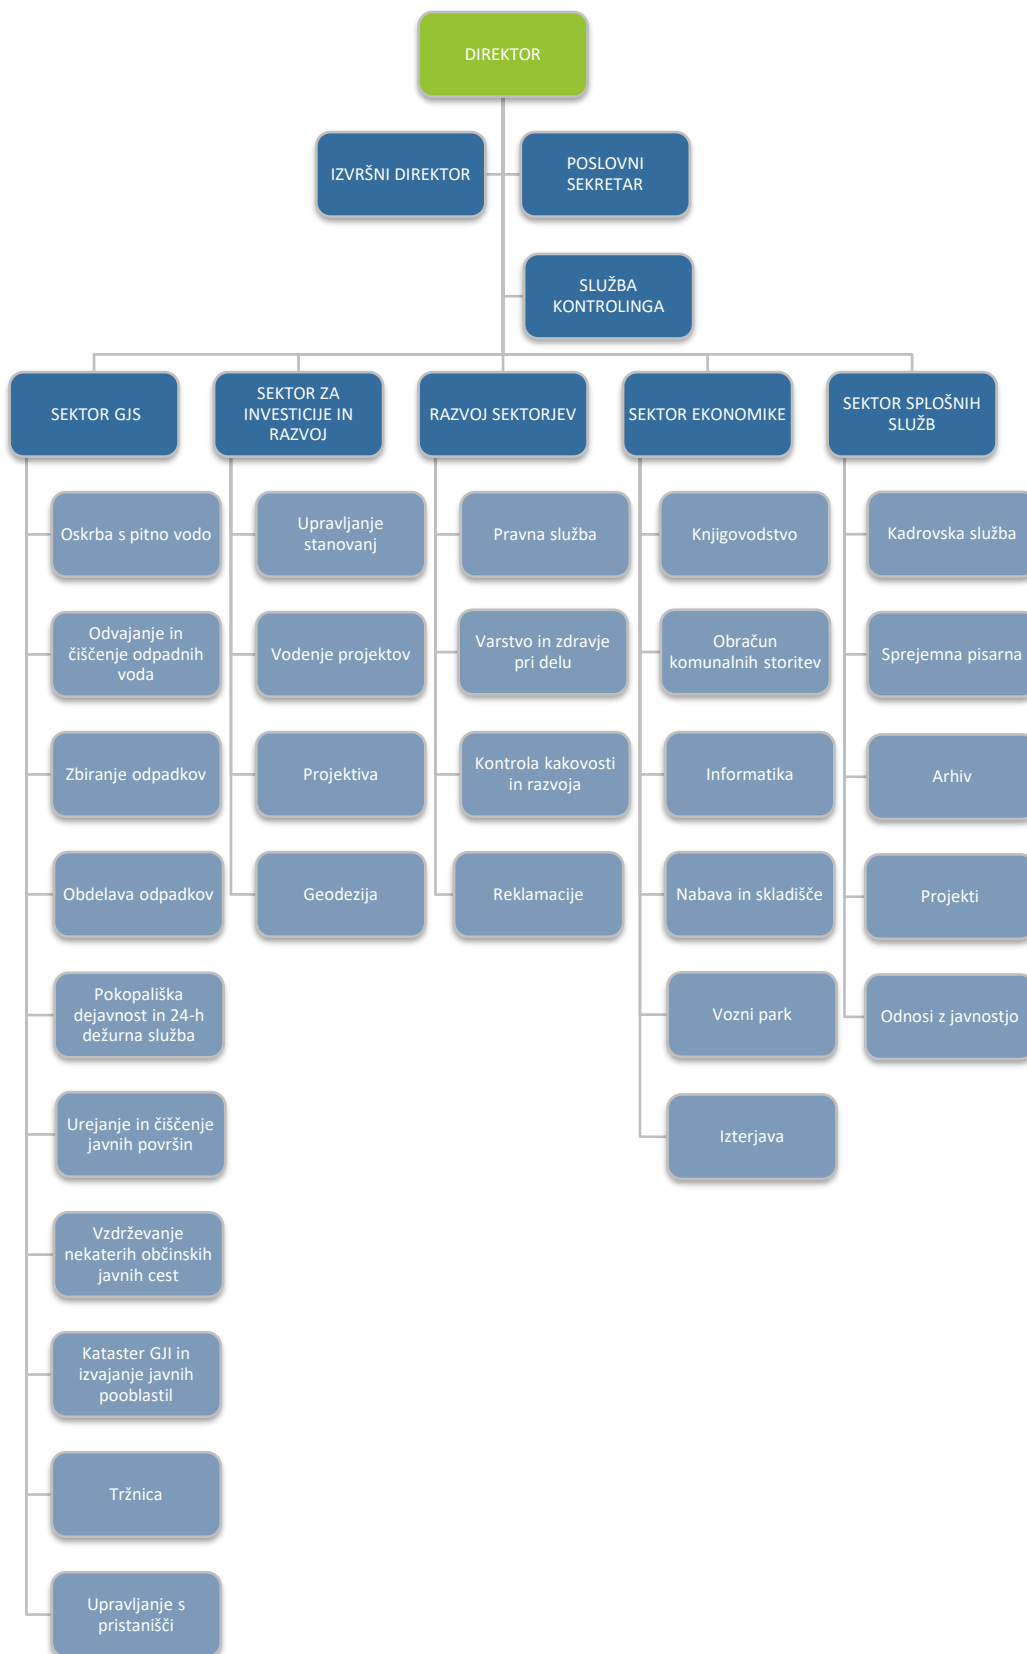 DIREKTOR
IZVRŠNI DIREKTOR
POSLOVNI
SEKRETAR
SLUŽBA
KONTROLINGA
SEKTOR GJS
SEKTOR ZA
INVESTICIJE IN
RAZVOJ
RAZVOJ SEKTORJEV
SEKTOR EKONOMIKE
SEKTOR SPLOŠNIH
SLUŽB
Oskrba s pitno vodo
Odvajanje in
čiščenje odpadnih
voda
Zbiranje odpadkov
Obdelava odpadkov
Pokopališka
dejavnost in 24-h
dežurna služba
Urejanje in čiščenje
javnih površin
Vzdrževanje
nekaterih občinskih
javnih cest
Kataster GJI in
izvajanje javnih
pooblastil
Tržnica
Upravljanje s
pristanišči
Upravljanje
stanovanj
Vodenje projektov
Projektiva
Geodezija
Pravna služba
Varstvo in zdravje
pri delu
Kontrola kakovosti
in razvoja
Reklamacije
Knjigovodstvo
Obračun
komunalnih storitev
Informatika
Nabava in skladišče
Vozni park
Izterjava
Kadrovska služba
Sprejemna pisarna
Arhiv
Projekti
Odnosi z javnostjo